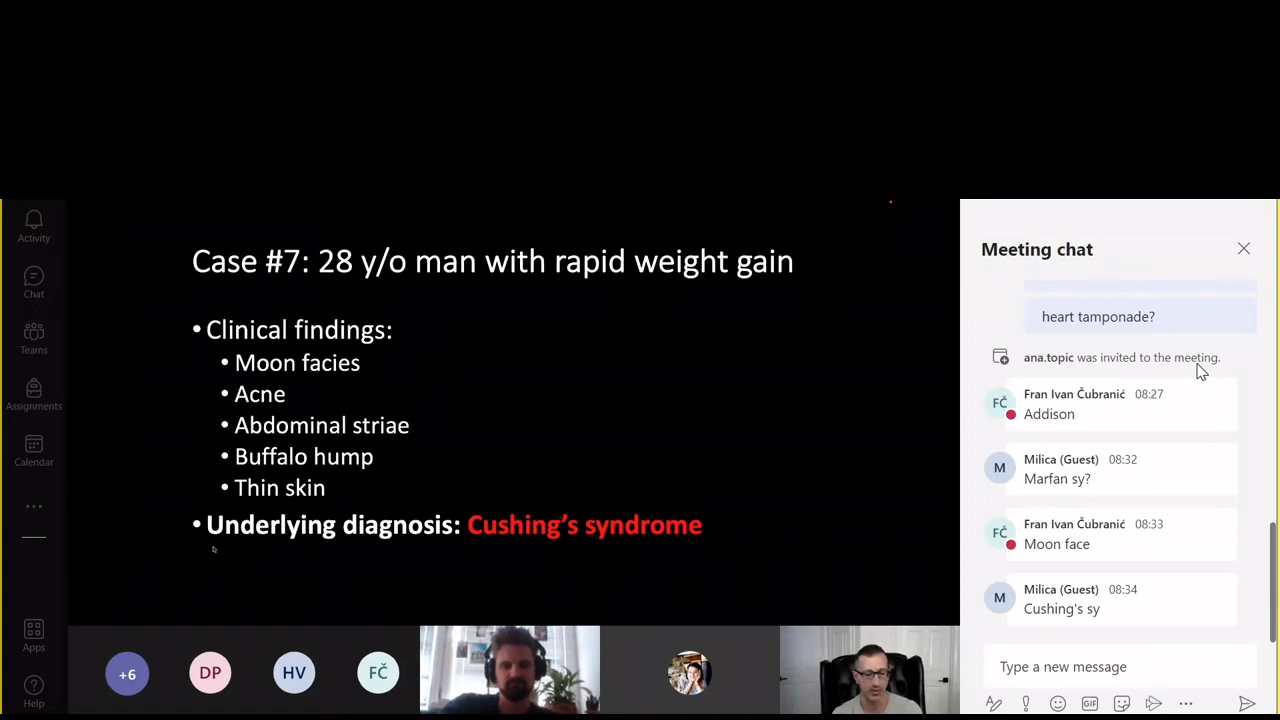 Activity
Chat
Teams
Assignments
Calendar
Apps
Help
Case #7: 28 y/o man with rapid weight gain
• Clinical findings:
• Moon facies
• Acne
• Abdominal striae
• Buffalo hump
• Thin skin
• Underlying diagnosis: Cushing's syndrome
+6
DP
HV
FČ
Meeting chat
heart tamponade?
ana.topic was invited to the meeting.
FČ
Fran Ivan Čubranić 08:27
Addison
M
Milica (Guest) 08:32
Marfan sy?
FČ
Fran Ivan Čubranić 08:33
Moon face
M
Milica (Guest) 08:34
Cushing's sy
Type a new message
GIF